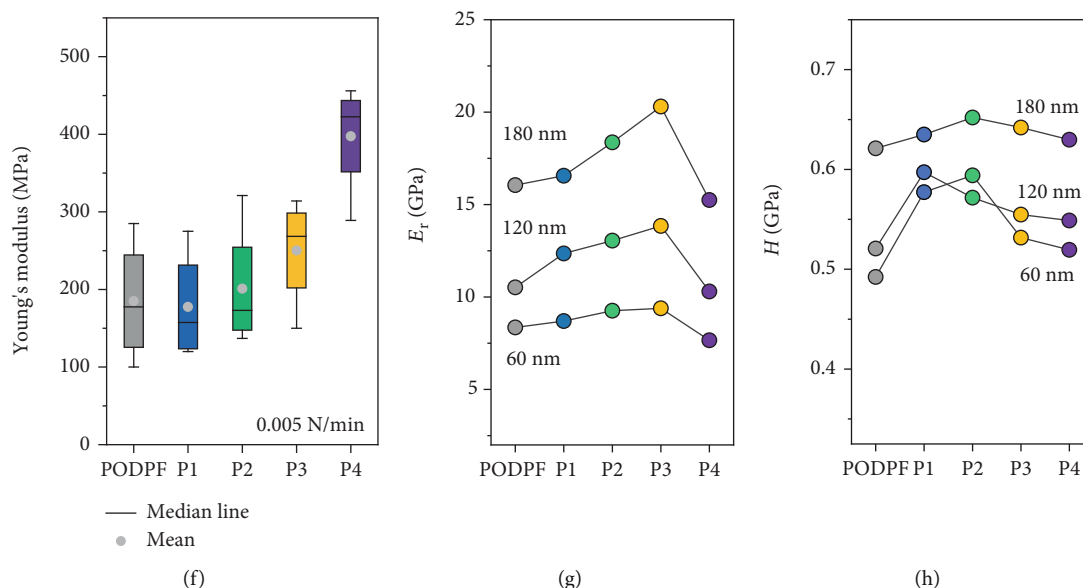 Young's modulus (MPa)
500
400
300
200
100
0
0.005 N/min
PODPF P1 P2 P3 P4
Median line
Mean
(f)
E_r (GPa)
25
20
15
10
5
180 nm
120 nm
60 nm
PODPF P1 P2 P3 P4
(g)
H (GPa)
0.7
0.6
0.5
0.4
180 nm
120 nm
60 nm
PODPF P1 P2 P3 P4
(h)